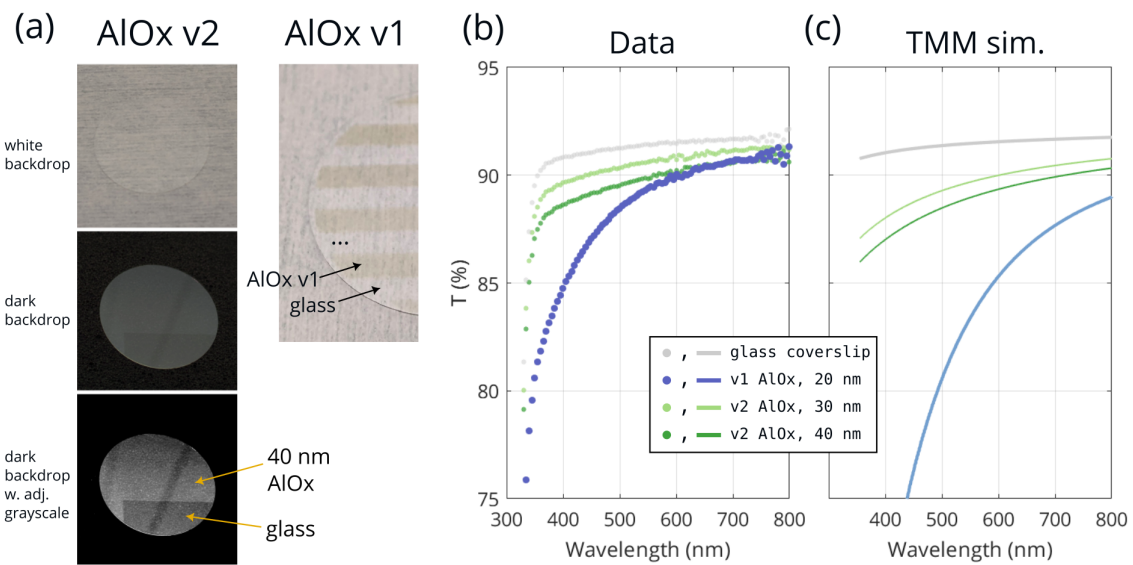 (a)
AlOx v2
AlOx v1
white
backdrop
dark
backdrop
dark
backdrop
w. adj.
grayscale
...
AlOx v1
glass
40 nm
AlOx
glass
(b)
Data
T (%)
95
90
85
80
75
300 400 500 600 700 800
Wavelength (nm)
(c)
TMM sim.
400 500 600 700 800
Wavelength (nm)
, glass coverslip
, v1 AlOx, 20 nm
, v2 AlOx, 30 nm
, v2 AlOx, 40 nm